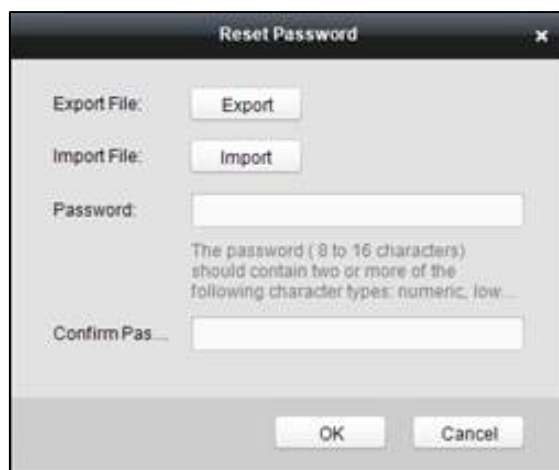 Reset Password
Export File: Export
Import File: Import
Password:
The password ( 8 to 16 characters)
should contain two or more of the
following character types: numeric, low...
Confirm Pas...
OK Cancel